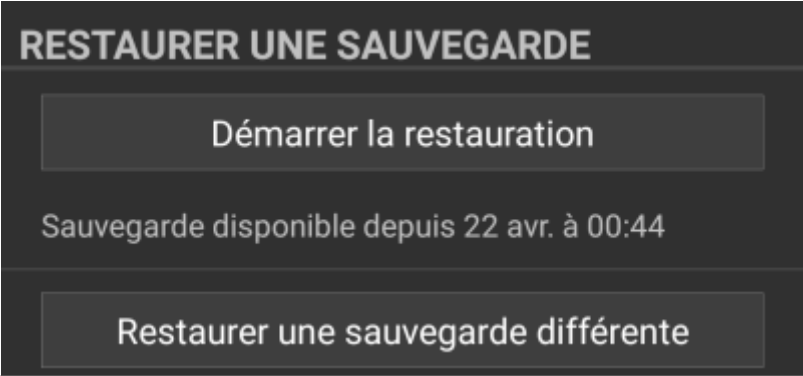 RESTAURER UNE SAUVEGARDE
Démarrer la restauration
Sauvegarde disponible depuis 22 avr. à 00:44
Restaurer une sauvegarde différente